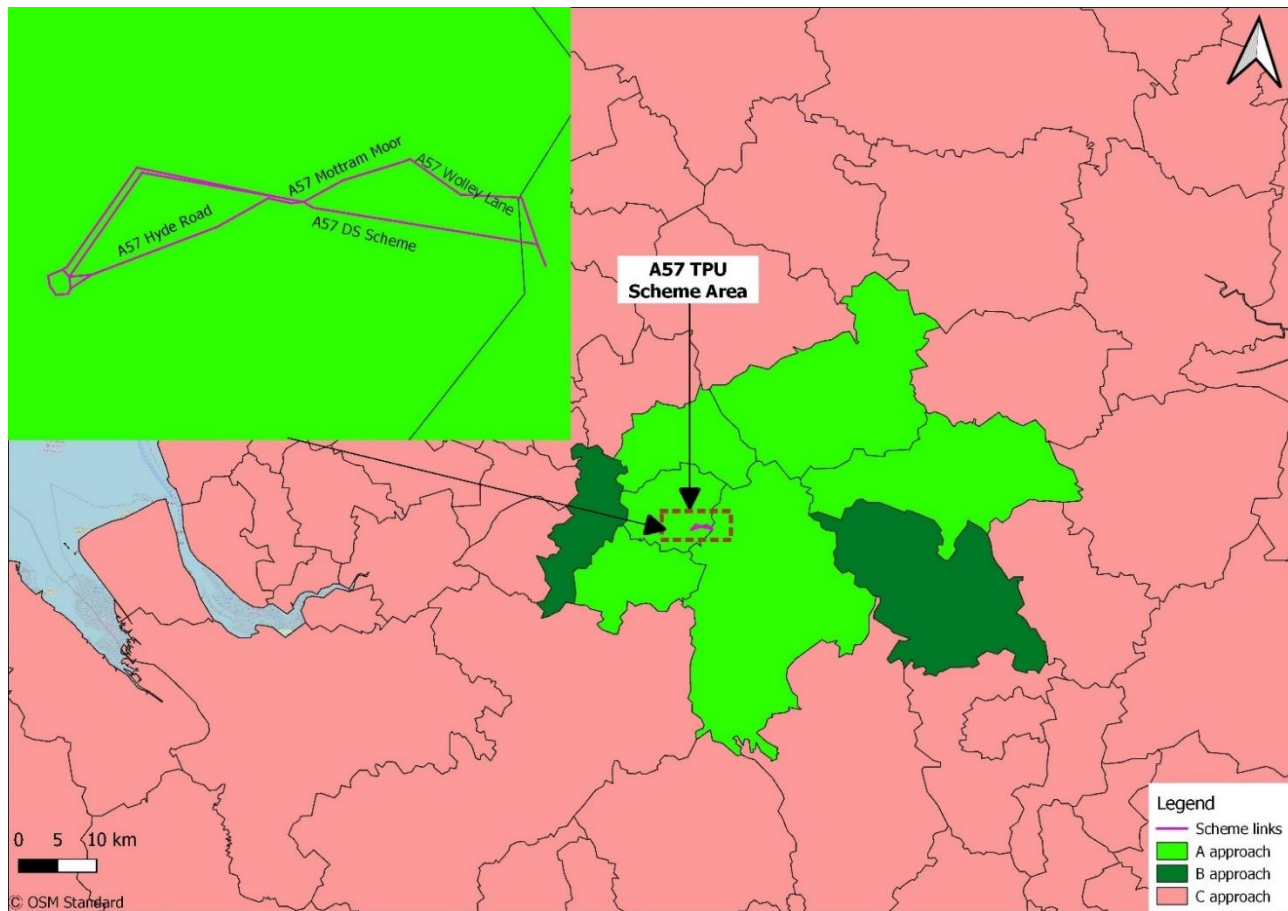 A57 Mottram Moor
A57 Wolley Lane
A57 Hyde Road
A57 DS Scheme
A57 TPU
Scheme Area
Legend
Scheme links
A approach
B approach
C approach
0 5 10 km
© OSM Standard